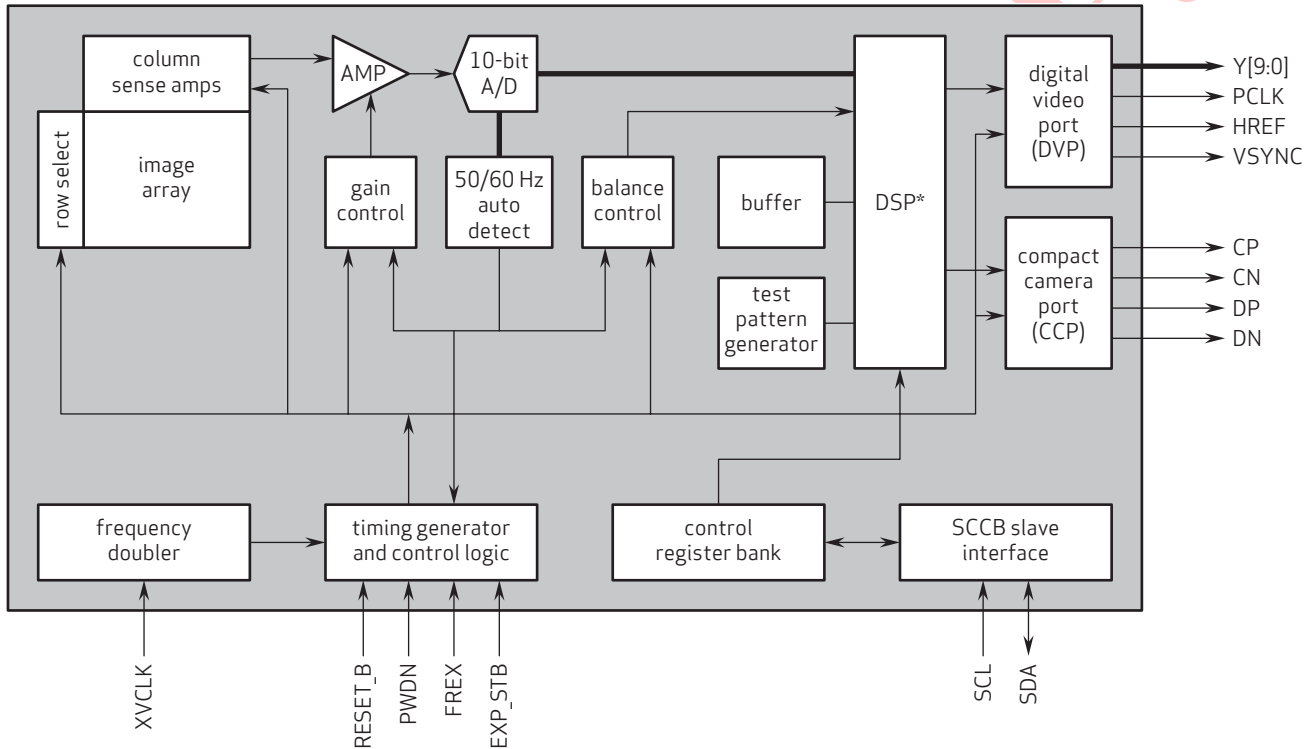 column
sense amps
AMP
10-bit
A/D
row select
image
array
gain
control
50/60 Hz
auto
detect
balance
control
buffer
test
pattern
generator
DSP*
digital
video
port
(DVP)
Y[9:0]
PCLK
HREF
VSYNC
compact
camera
port
(CCP)
CP
CN
DP
DN
frequency
doubler
timing generator
and control logic
control
register bank
SCCB slave
interface
XVCLK
RESET_B
PWDN
FREX
EXP_STB
SCL
SDA